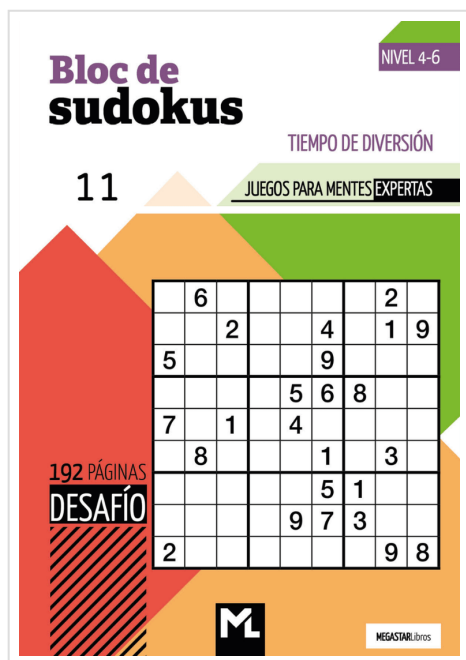 NIVEL 4-6
Bloc de
sudokus
TIEMPO DE DIVERSIÓN
11
JUEGOS PARA MENTES EXPERTAS
6 2
2 4 1 9
5 9
5 6 8
7 1 4
8 1 3
5 1
9 7 3
2 9 8
192 PÁGINAS
DESAFÍO
ML
MEGASTARLibros